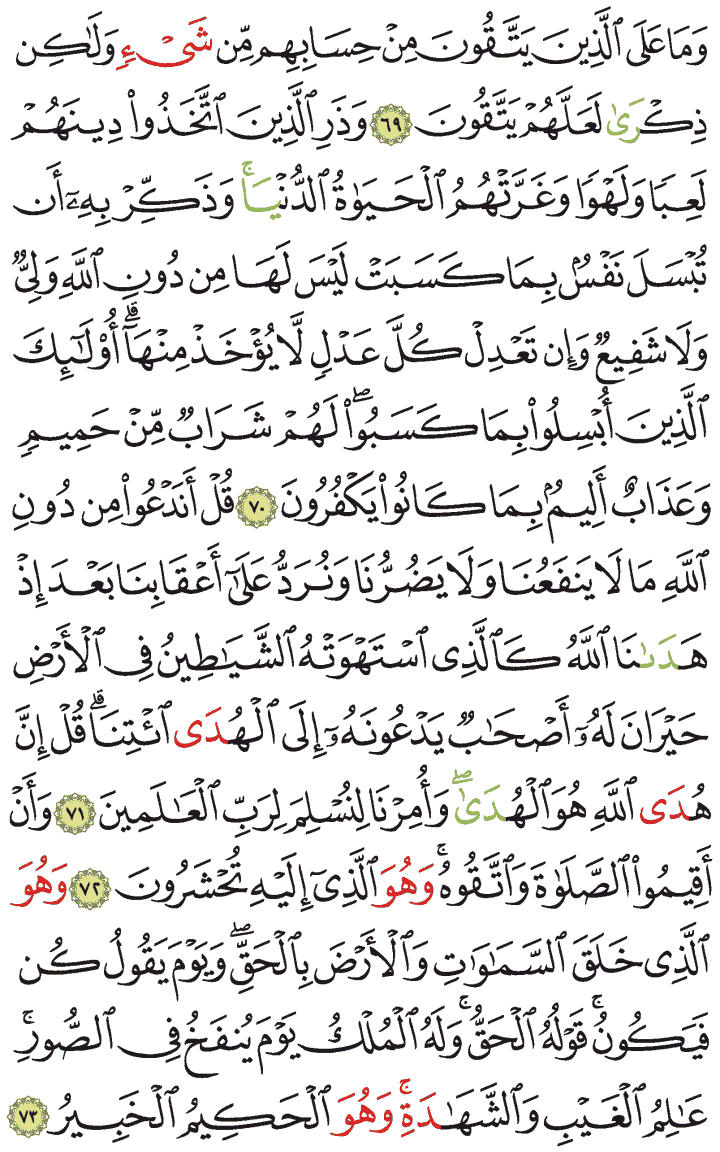 وَمَا عَلَى ٱلَّذِينَ يَتَّقُونَ مِنْ حِسَابِهِم مِّن شَىْءٍ وَلَٰكِن
ذِكْرَىٰ لَعَلَّهُمْ يَتَّقُونَ ٦٩ وَذَرِ ٱلَّذِينَ ٱتَّخَذُوا۟ دِينَهُمْ
لَعِبًا وَلَهْوًا وَغَرَّتْهُمُ ٱلْحَيَوٰةُ ٱلدُّنْيَا ۚ وَذَكِّرْ بِهِۦٓ أَن
تُبْسَلَ نَفْسٌۢ بِمَا كَسَبَتْ لَيْسَ لَهَا مِن دُونِ ٱللَّهِ وَلِىٌّ
وَلَا شَفِيعٌ وَإِن تَعْدِلْ كُلَّ عَدْلٍ لَّا يُؤْخَذْ مِنْهَآ ۗ أُو۟لَٰٓئِكَ
ٱلَّذِينَ أُبْسِلُوا۟ بِمَا كَسَبُوا۟ ۖ لَهُمْ شَرَابٌ مِّنْ حَمِيمٍ
وَعَذَابٌ أَلِيمٌۢ بِمَا كَانُوا۟ يَكْفُرُونَ ٧٠ قُلْ أَنَدْعُوا۟ مِن دُونِ
ٱللَّهِ مَا لَا يَنفَعُنَا وَلَا يَضُرُّنَا وَنُرَدُّ عَلَىٰٓ أَعْقَابِنَا بَعْدَ إِذْ
هَدَىٰنَا ٱللَّهُ كَٱلَّذِى ٱسْتَهْوَتْهُ ٱلشَّيَٰطِينُ فِى ٱلْأَرْضِ
حَيْرَانَ لَهُۥٓ أَصْحَٰبٌ يَدْعُونَهُۥٓ إِلَى ٱلْهُدَى ٱئْتِنَا ۗ قُلْ إِنَّ
هُدَى ٱللَّهِ هُوَ ٱلْهُدَىٰ ۖ وَأُمِرْنَا لِنُسْلِمَ لِرَبِّ ٱلْعَٰلَمِينَ ٧١ وَأَنْ
أَقِيمُوا۟ ٱلصَّلَوٰةَ وَٱتَّقُوهُ ۚ وَهُوَ ٱلَّذِىٓ إِلَيْهِ تُحْشَرُونَ ٧٢ وَهُوَ
ٱلَّذِى خَلَقَ ٱلسَّمَٰوَٰتِ وَٱلْأَرْضَ بِٱلْحَقِّ ۖ وَيَوْمَ يَقُولُ كُن
فَيَكُونُ ۚ قَوْلُهُ ٱلْحَقُّ ۚ وَلَهُ ٱلْمُلْكُ يَوْمَ يُنفَخُ فِى ٱلصُّورِ ۚ
عَٰلِمُ ٱلْغَيْبِ وَٱلشَّهَٰدَةِ ۚ وَهُوَ ٱلْحَكِيمُ ٱلْخَبِيرُ ٧٣